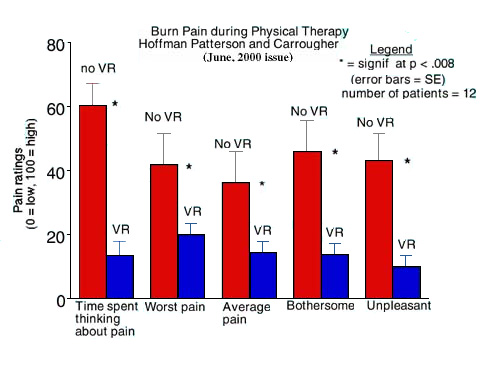 Burn Pain during Physical Therapy
Hoffman Patterson and Carrougher
(June, 2000 issue)
Legend
* = signif at p < .008
(error bars = SE)
number of patients = 12
Pain ratings
(0 = low, 100 = high)
80
60
40
20
0
no VR
*
VR
No VR
*
VR
No VR
*
VR
No VR
*
VR
No VR
*
VR
Time spent
thinking
about pain
Worst pain
Average
pain
Bothersome
Unpleasant